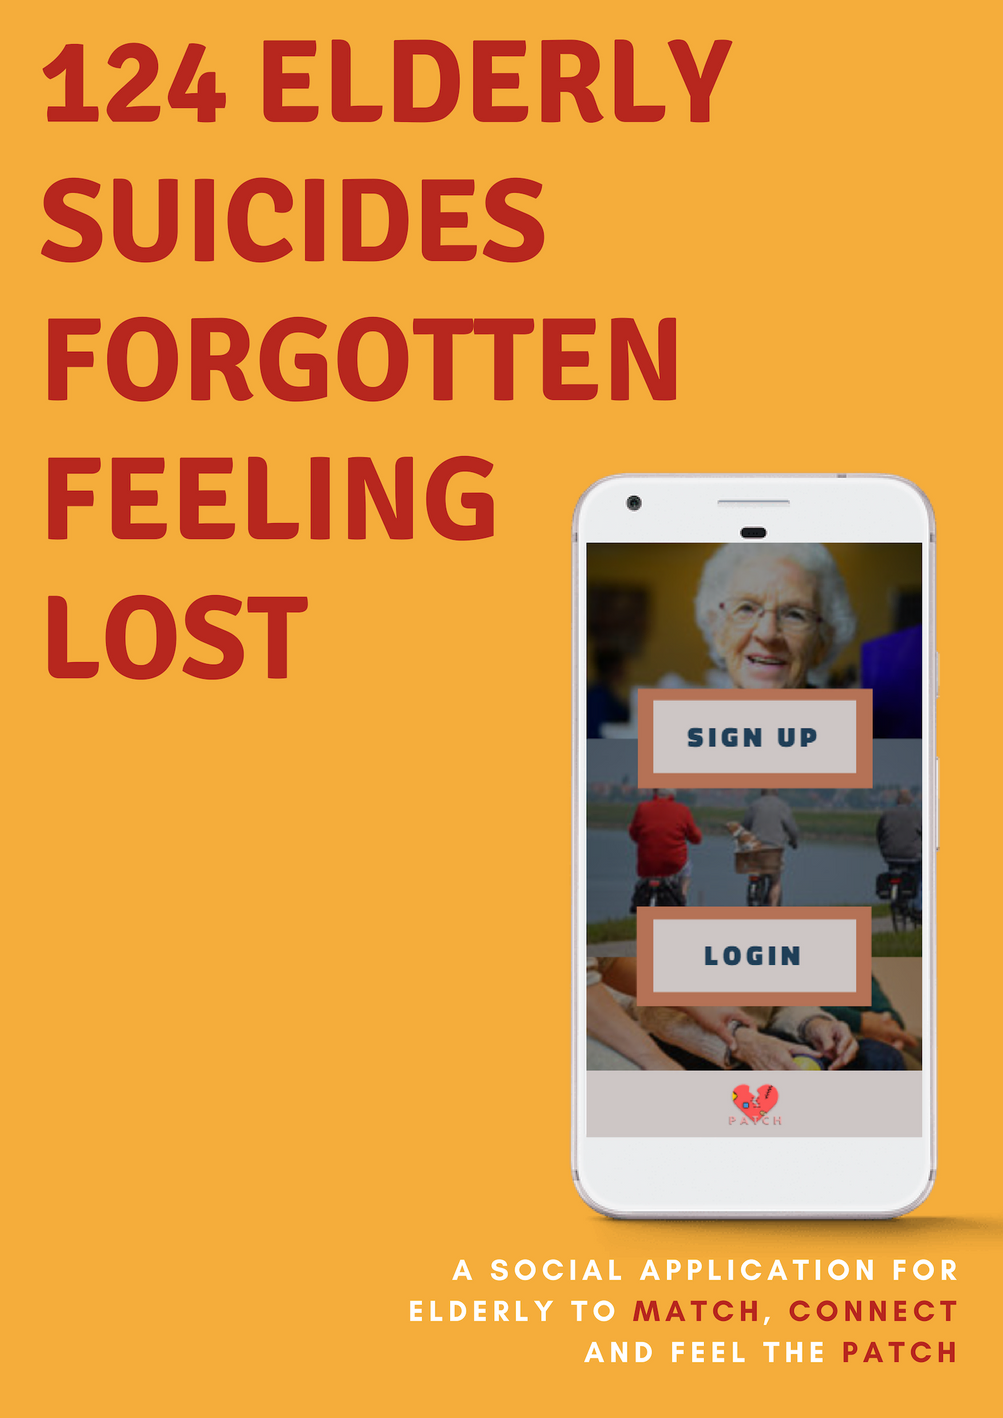 124 ELDERLY
SUICIDES
FORGOTTEN
FEELING
LOST
SIGN UP
LOGIN
PATCH
A SOCIAL APPLICATION FOR
ELDERLY TO MATCH, CONNECT
AND FEEL THE PATCH